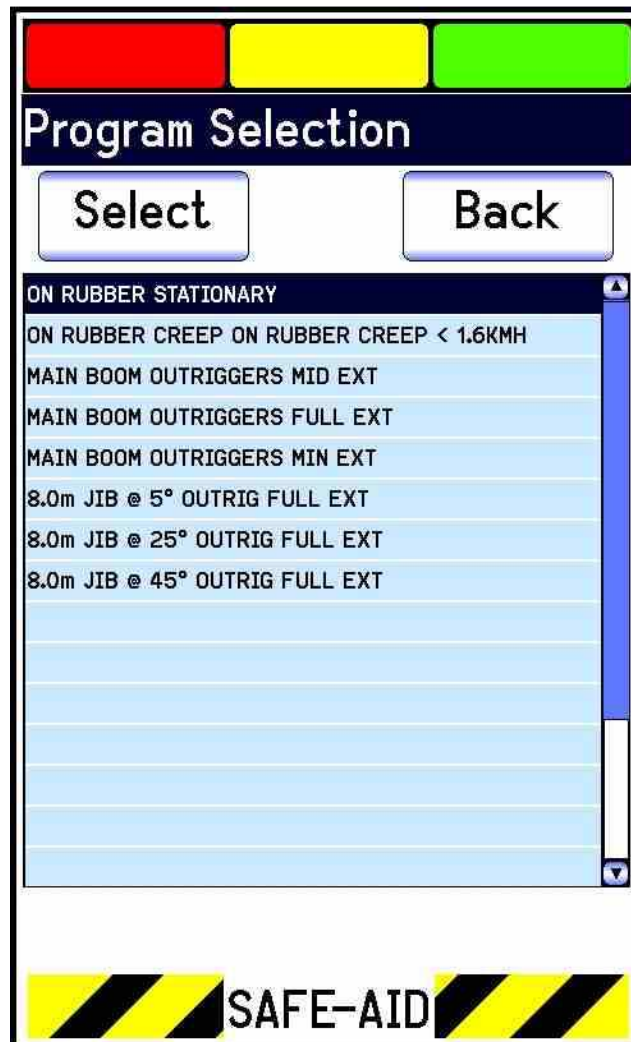 Program Selection
Select
Back
ON RUBBER STATIONARY
ON RUBBER CREEP ON RUBBER CREEP < 1.6KMH
MAIN BOOM OUTRIGGERS MID EXT
MAIN BOOM OUTRIGGERS FULL EXT
MAIN BOOM OUTRIGGERS MIN EXT
8.0m JIB @ 5° OUTRIG FULL EXT
8.0m JIB @ 25° OUTRIG FULL EXT
8.0m JIB @ 45° OUTRIG FULL EXT
SAFE-AID